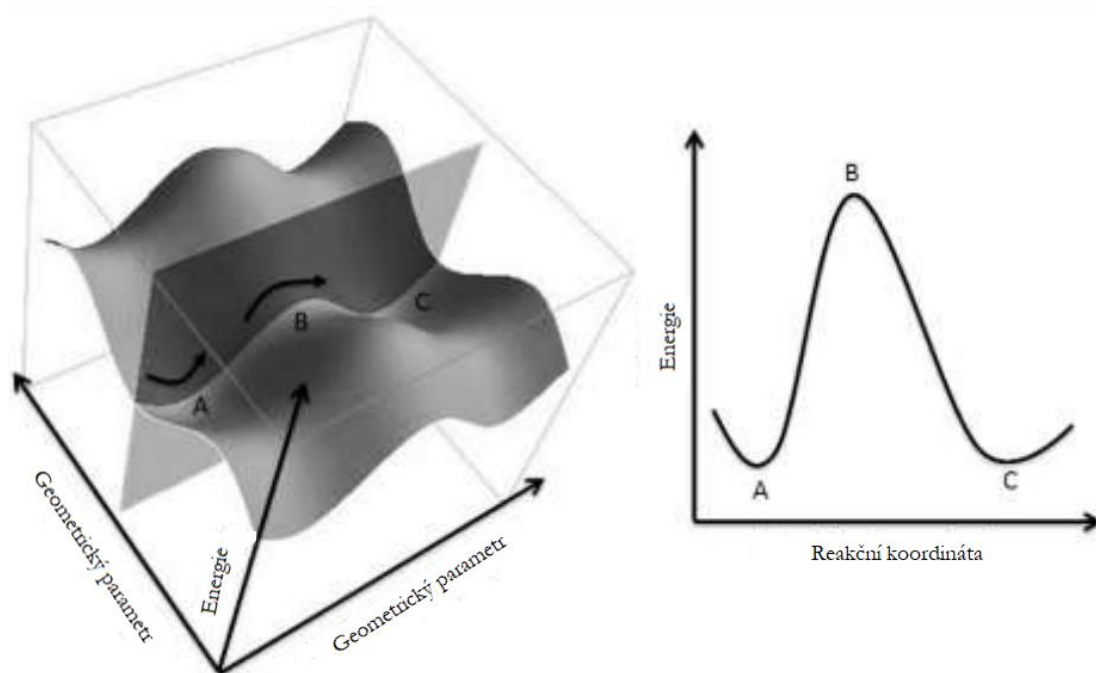 B
C
A
Geometrický parametr
Energie
Geometrický parametr
B
Energie
A
C
Reakční koordináta